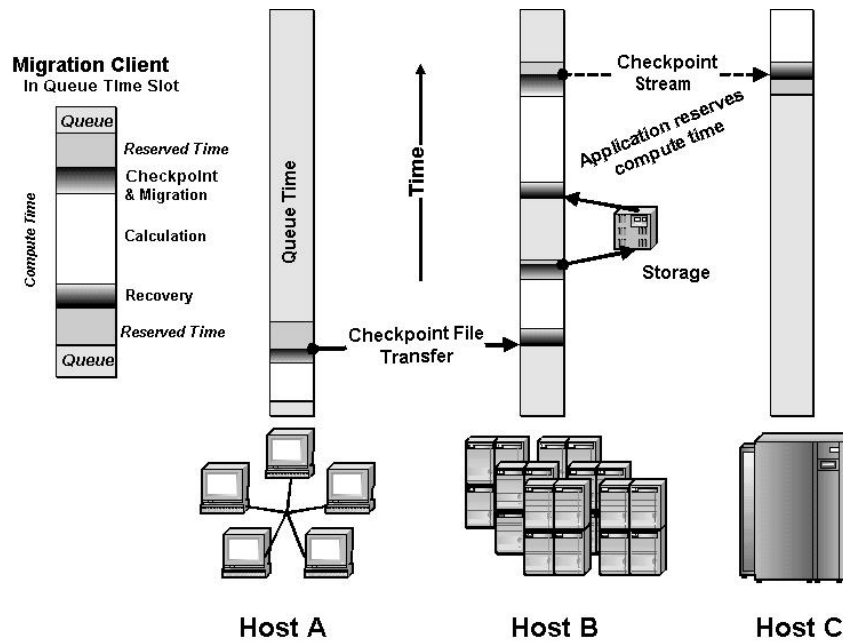 Migration Client
In Queue Time Slot
Queue
Reserved Time
Checkpoint
& Migration
Compute Time
Calculation
Recovery
Reserved Time
Queue
Queue Time
Time
Checkpoint File
Transfer
Checkpoint
Stream
Application reserves
compute time
Storage
Host A
Host B
Host C